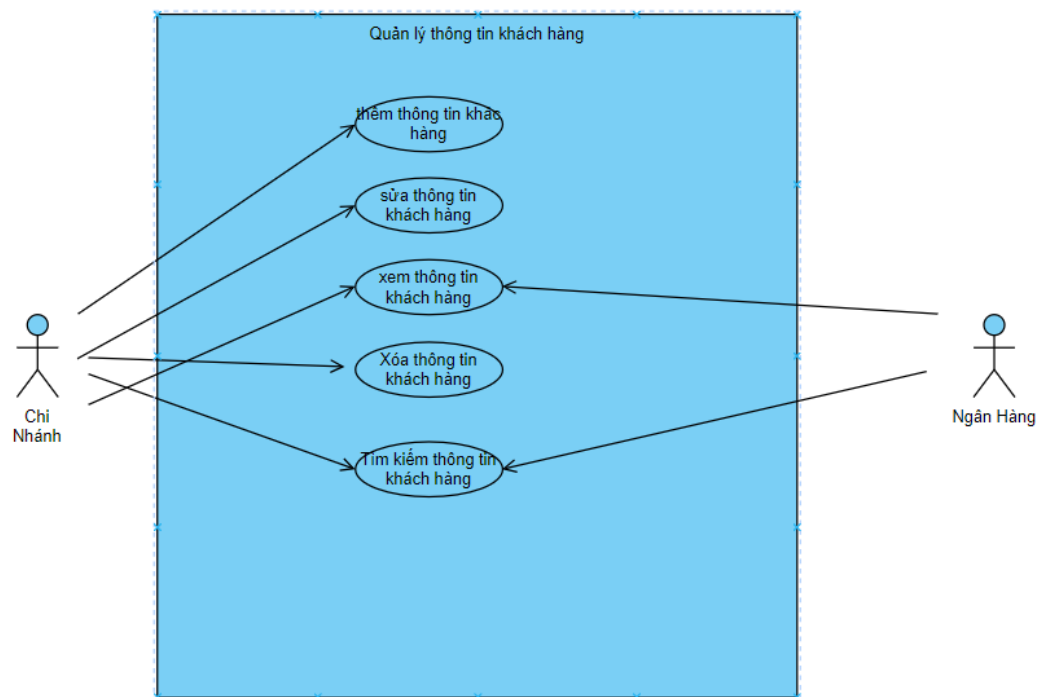 Quản lý thông tin khách hàng
thêm thông tin khác
hàng
sửa thông tin
khách hàng
xem thông tin
khách hàng
Xóa thông tin
khách hàng
Tìm kiếm thông tin
khách hàng
Chi
Nhánh
Ngân Hàng